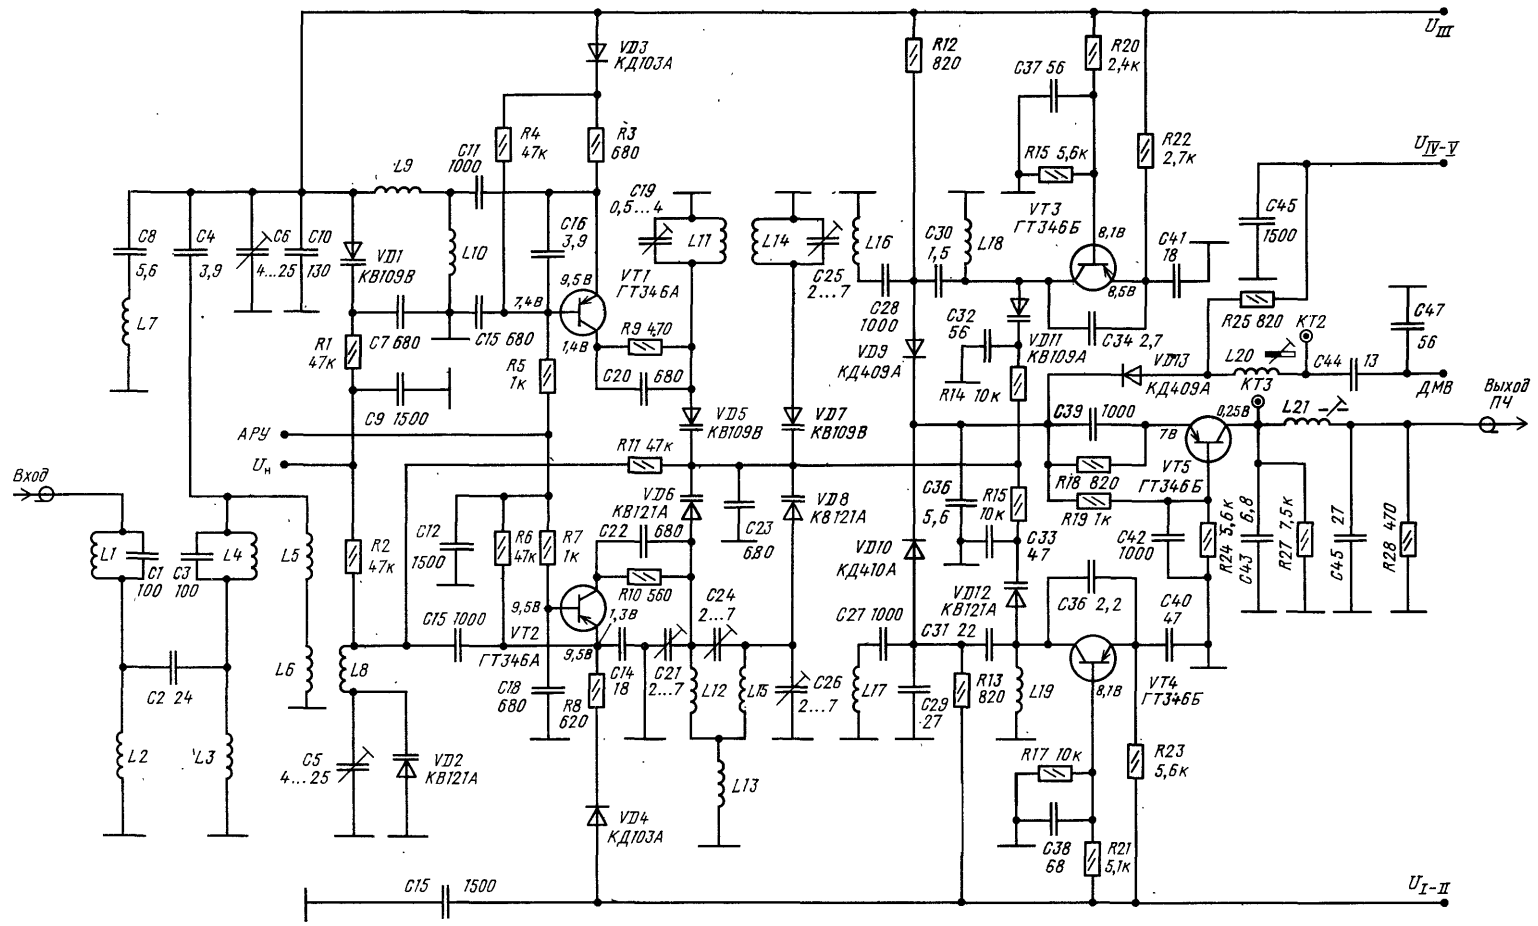 U III
VD3
КД103А
R12
820
R20
2,4к
C37 56
R4
47к
R3
680
C11
1000
L9
R15 5,6к
R22
2,7к
U IV-V
C19
0,5...4
VT3
ГТ346Б
C45
1500
C8
5,6
C4
3,9
C6
4...25
C10
130
VD1
КВ109В
L10
C16
3,9
L11
L14
L16
C30
1,5
L18
8,1В
C41
18
VT1
ГТ346А
9,5В
C25
2...7
8,5В
L7
7,4В
C28
1000
R25 820
КТ2
C47
56
R1
47к
C7 680
C15 680
R9 470
1,4В
C32
56
VD11
КВ109А
C34 2,7
R5
1к
VD9
КД409А
VD13
КД409А
L20
C44 13
C20 680
R14 10к
КТ3
ДМВ
Выход
ПЧ
C9 1500
VD5
КВ109В
VD7
КВ109В
C39 1000
0,25В
L21
АРУ
7В
Uн
R11 47к
VT5
ГТ346Б
Вход
VD6
КВ121А
VD8
КВ121А
C36
5,6
R15
10к
R18 820
R19 1к
C12
1500
R6
47к
R7
1к
C22 680
C23
680
C33
47
C42
1000
R24 5,6к
C43 6,8
R27 7,5к
C45 27
R28 470
L1
C1
100
C3
100
L4
L5
R2
47к
VD10
КД410А
R10 560
VD12
КВ121А
C36 2,2
C40
47
9,5В
1,3В
C24
2...7
C15 1000
VT2
ГТ346А
9,5В
C27 1000
C31 22
C2 24
L6
L8
C18
680
R8
620
C14
18
C21
2...7
L12
L15
C26
2...7
L17
C29
27
R13
820
L19
8,1В
VT4
ГТ346Б
L2
L3
C5
4...25
VD2
КВ121А
L13
R17 10к
R23
5,6к
VD4
КД103А
C38
68
R21
5,1к
C15 1500
U I-II